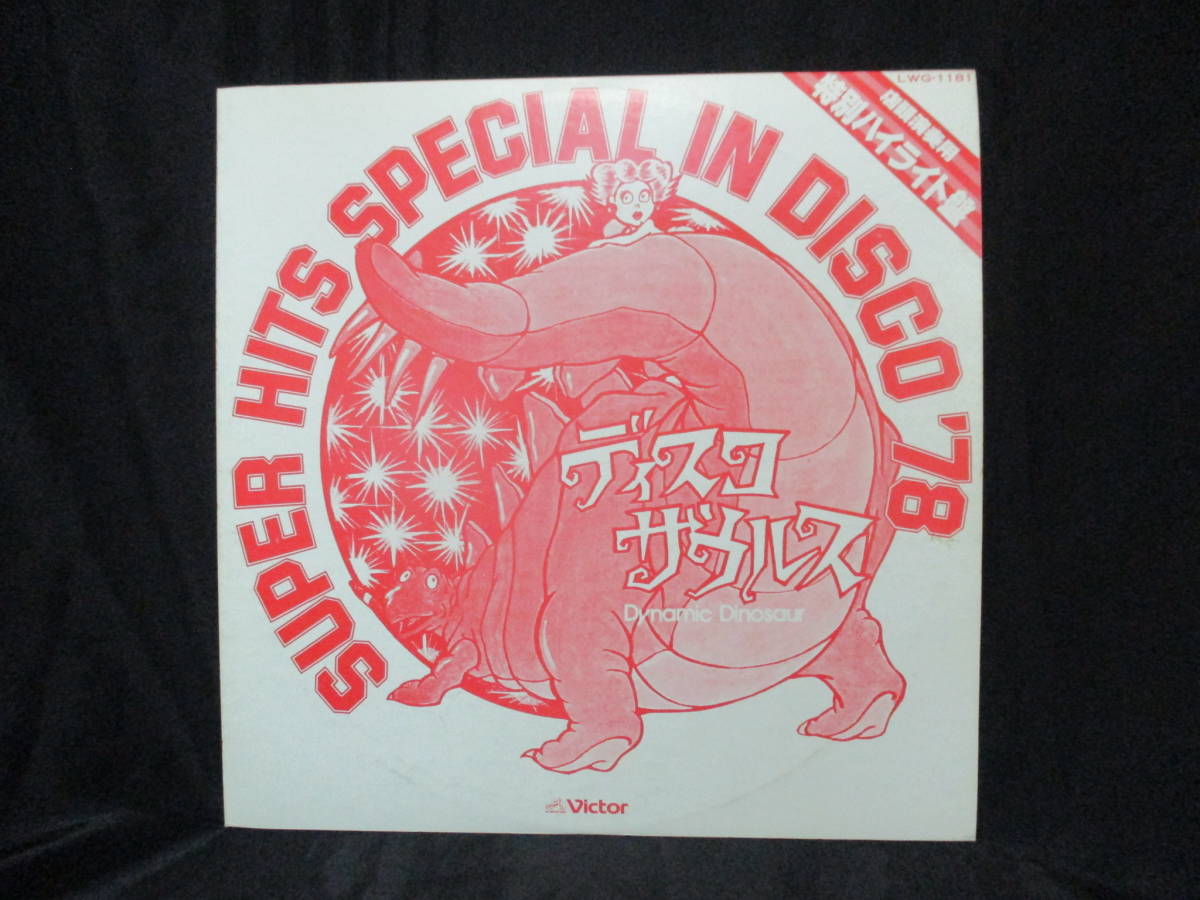 LWG-1181
店頭演奏用
特別ハイライト盤
SUPER HITS SPECIAL IN DISCO '78
ディスコ
ザウルス
Dynamic Dinosaur
Victor